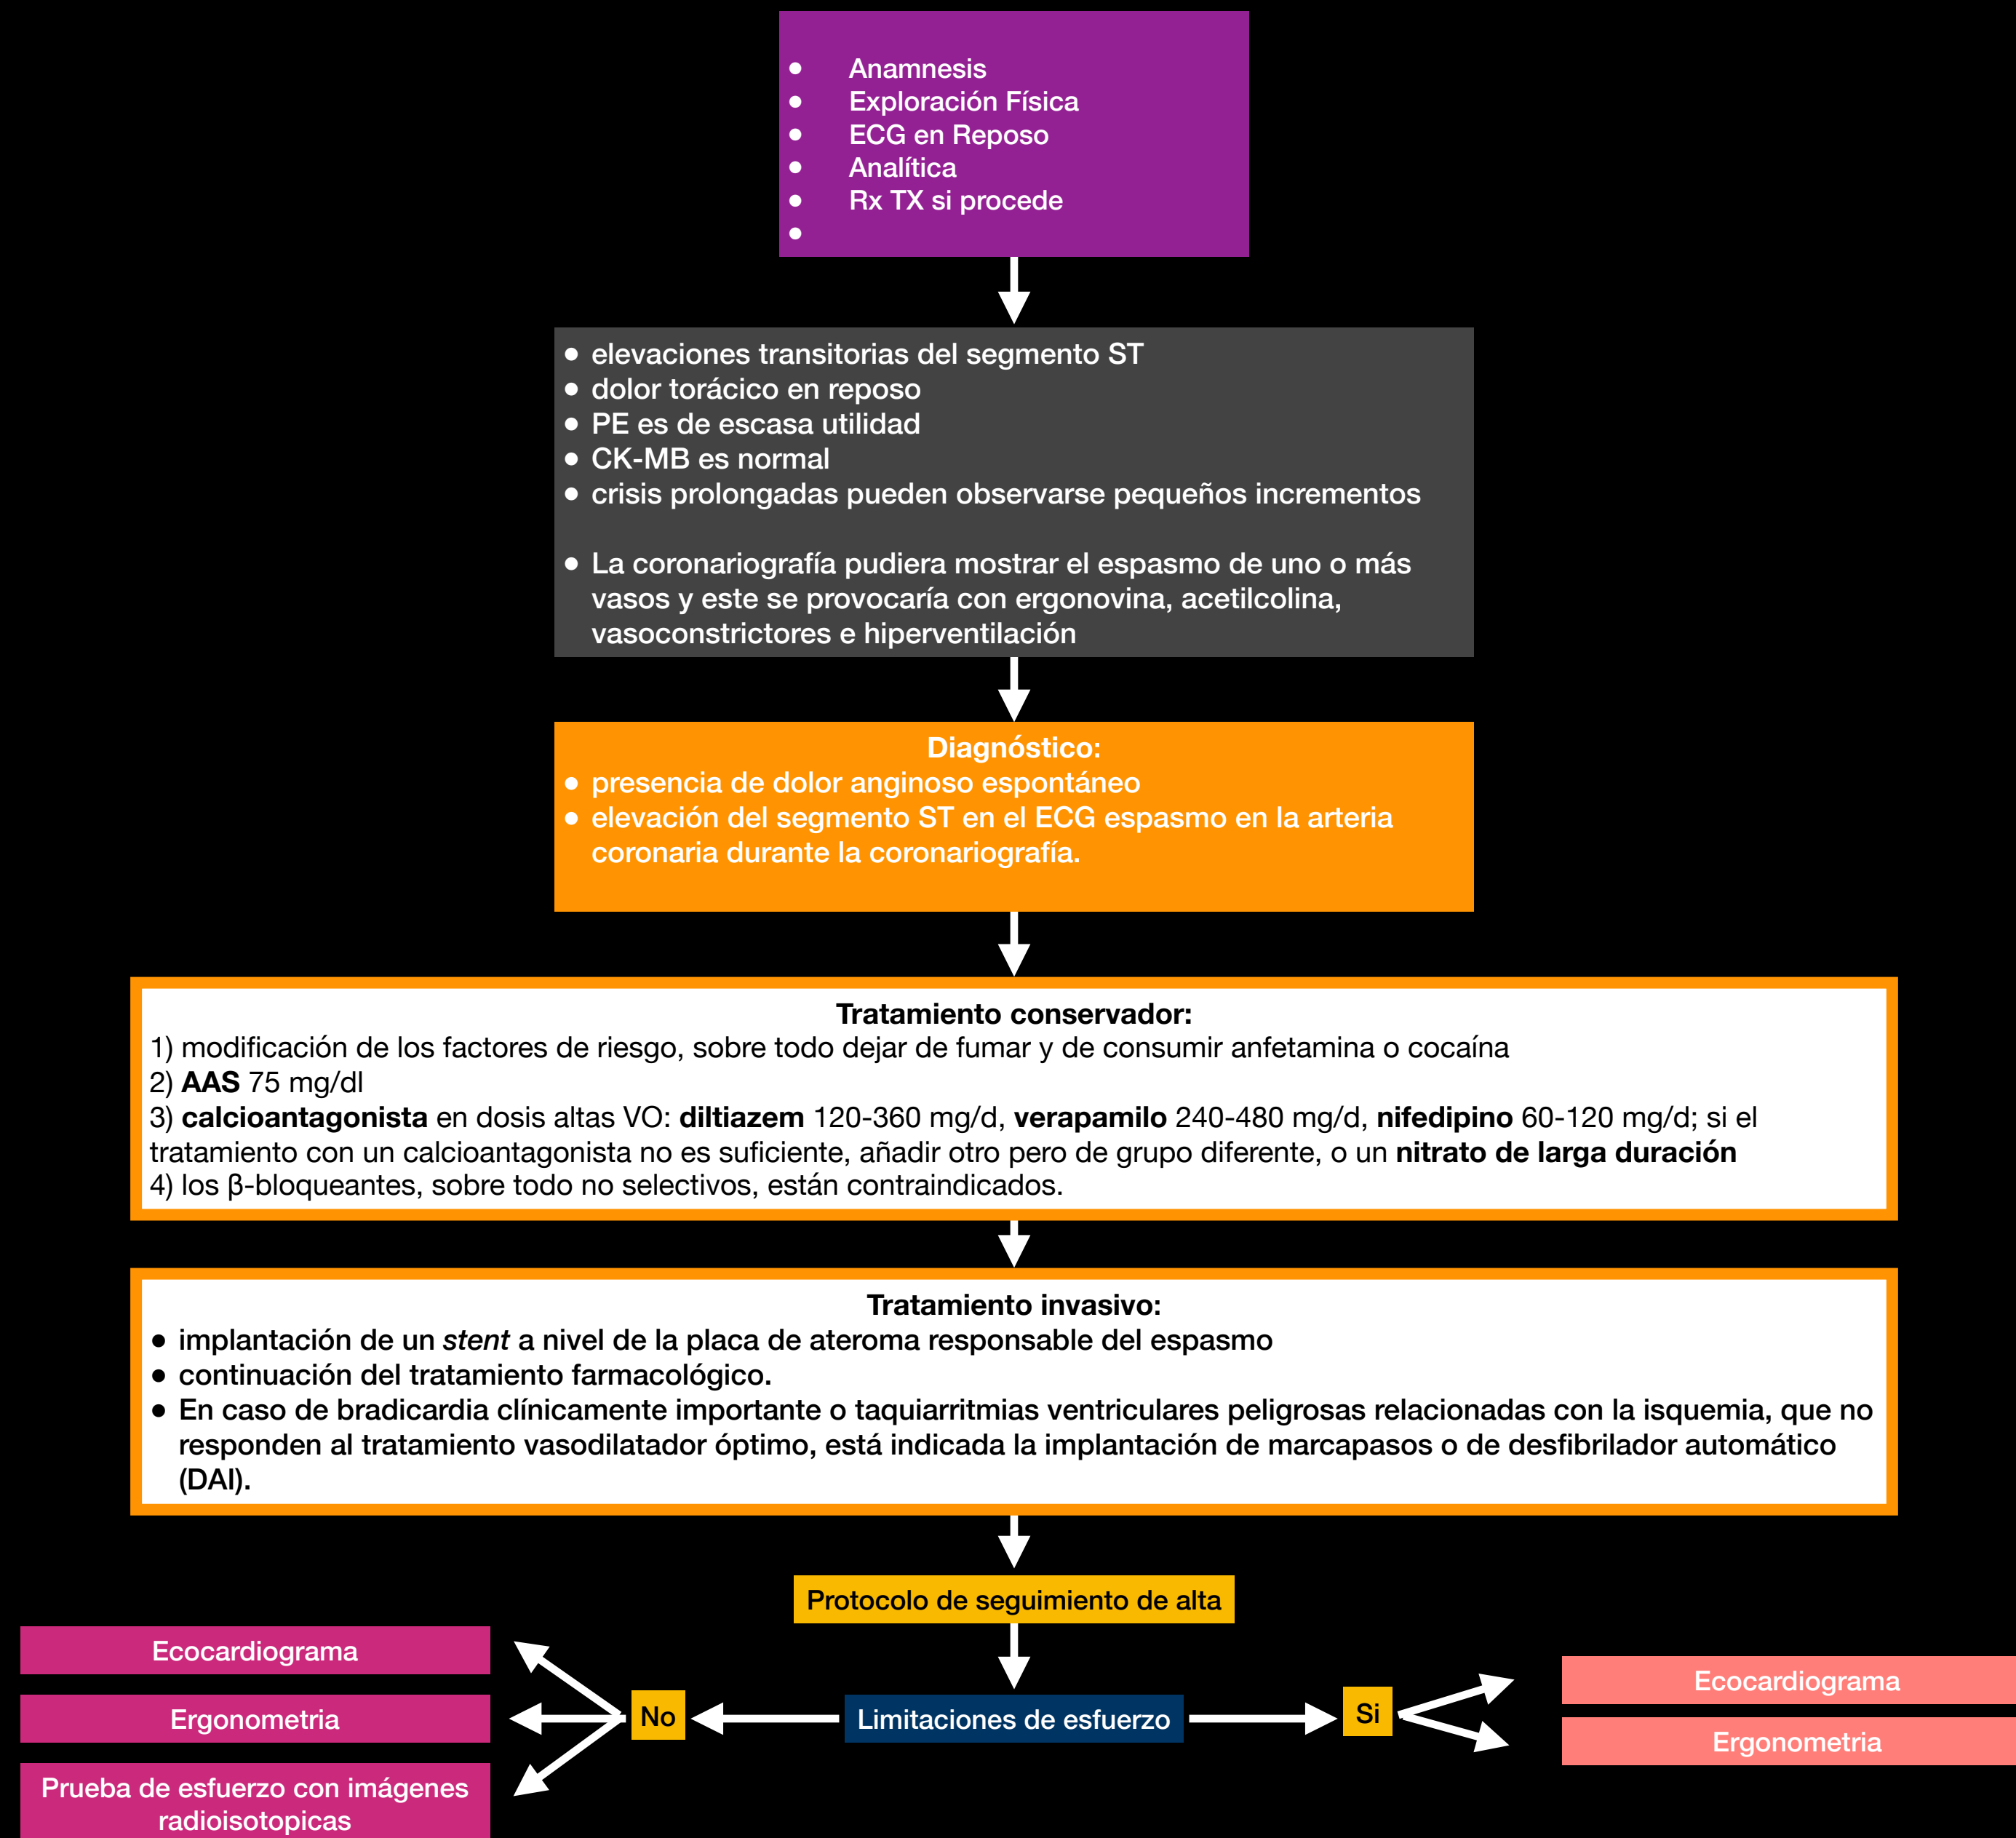 ● Anamnesis
● Exploración Física
● ECG en Reposo
● Analítica
● Rx TX si procede
●
● elevaciones transitorias del segmento ST
● dolor torácico en reposo
● PE es de escasa utilidad
● CK-MB es normal
● crisis prolongadas pueden observarse pequeños incrementos
● La coronariografía pudiera mostrar el espasmo de uno o más
vasos y este se provocaría con ergonovina, acetilcolina,
vasoconstrictores e hiperventilación
Diagnóstico:
● presencia de dolor anginoso espontáneo
● elevación del segmento ST en el ECG espasmo en la arteria
coronaria durante la coronariografía.
Tratamiento conservador:
1) modificación de los factores de riesgo, sobre todo dejar de fumar y de consumir anfetamina o cocaína
2) AAS 75 mg/dl
3) calcioantagonista en dosis altas VO: diltiazem 120-360 mg/d, verapamilo 240-480 mg/d, nifedipino 60-120 mg/d; si el
tratamiento con un calcioantagonista no es suficiente, añadir otro pero de grupo diferente, o un nitrato de larga duración
4) los β-bloqueantes, sobre todo no selectivos, están contraindicados.
Tratamiento invasivo:
● implantación de un stent a nivel de la placa de ateroma responsable del espasmo
● continuación del tratamiento farmacológico.
● En caso de bradicardia clínicamente importante o taquiarritmias ventriculares peligrosas relacionadas con la isquemia, que no
responden al tratamiento vasodilatador óptimo, está indicada la implantación de marcapasos o de desfibrilador automático
(DAI).
Protocolo de seguimiento de alta
Limitaciones de esfuerzo
No
Ecocardiograma
Ergonometria
Prueba de esfuerzo con imágenes
radioisotopicas
Si
Ecocardiograma
Ergonometria